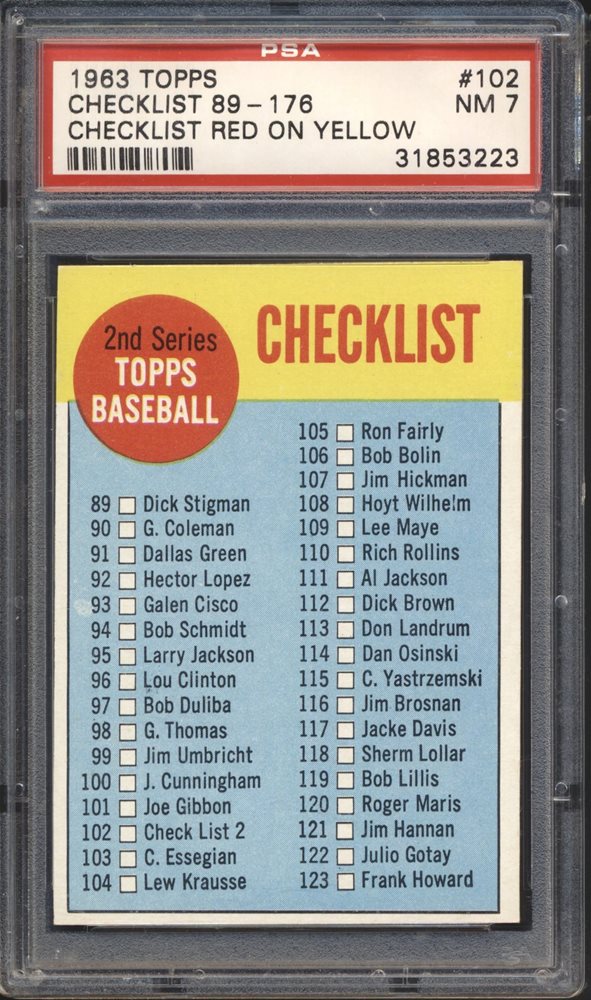 PSA
1963 TOPPS #102
CHECKLIST 89-176 NM 7
CHECKLIST RED ON YELLOW
31853223
2nd Series
TOPPS
BASEBALL
CHECKLIST
89 Dick Stigman
90 G. Coleman
91 Dallas Green
92 Hector Lopez
93 Galen Cisco
94 Bob Schmidt
95 Larry Jackson
96 Lou Clinton
97 Bob Duliba
98 G. Thomas
99 Jim Umbricht
100 J. Cunningham
101 Joe Gibbon
102 Check List 2
103 C. Essegian
104 Lew Krausse
105 Ron Fairly
106 Bob Bolin
107 Jim Hickman
108 Hoyt Wilhelm
109 Lee Maye
110 Rich Rollins
111 Al Jackson
112 Dick Brown
113 Don Landrum
114 Dan Osinski
115 C. Yastrzemski
116 Jim Brosnan
117 Jacke Davis
118 Sherm Lollar
119 Bob Lillis
120 Roger Maris
121 Jim Hannan
122 Julio Gotay
123 Frank Howard